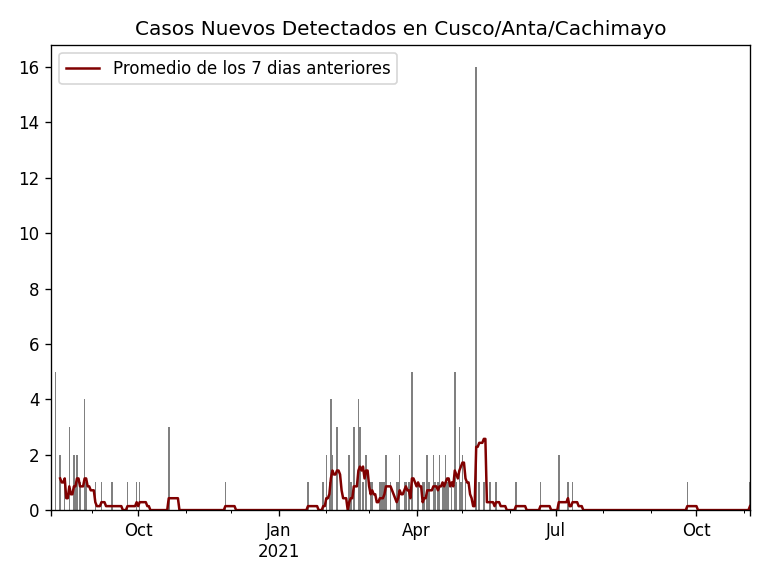 Casos Nuevos Detectados en Cusco/Anta/Cachimayo
Promedio de los 7 dias anteriores
16
14
12
10
8
6
4
2
0
Oct
Jan
Apr
Jul
Oct
2021